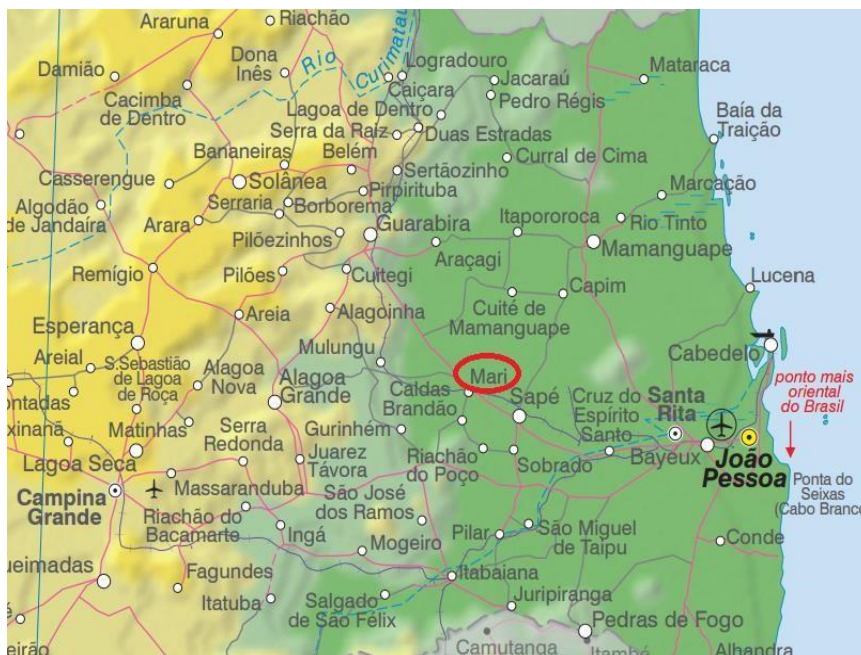 Araruna
Riachão
Damião
Dona
Inês
Rio
Curimataú
Logradouro
Jacaraú
Mataraca
Cacimba
de Dentro
Caiçara
Pedro Régis
Lagoa de Dentro
Serra da Raiz
Duas Estradas
Baía da
Traição
Bananeiras
Belém
Curral de Cima
Casserengue
Solânea
Sertãozinho
Pirpirituba
Marcação
Algodão
de Jandaíra
Arara
Serraria
Borborema
Guarabira
Itapororoca
Rio Tinto
Pilõezinhos
Araçagi
Mamanguape
Remígio
Pilões
Cuitegi
Capim
Lucena
Areia
Alagoinha
Cuité de
Mamanguape
Esperança
Mulungu
Cabedelo
Areial
S.Sebastião
de Lagoa
de Roça
Alagoa
Nova
Alagoa
Grande
Mari
ponto mais
oriental
do Brasil
Caldas
Brandão
Sapé
Cruz do
Espírito
Santo
Santa
Rita
ontadas
Matinhas
Serra
Redonda
Gurinhém
xinanã
Lagoa Seca
Juarez
Távora
Riachão
do Poço
Sobrado
Bayeux
João
Pessoa
Campina
Grande
Massaranduba
São José
dos Ramos
Ponta do
Seixas
(Cabo Branco
Riachão do
Bacamarte
Ingá
Mogeiro
Pilar
São Miguel
de Taipu
Conde
ueimadas
Fagundes
Itatuba
Itabaiana
Salgado
de São Félix
Juripiranga
Pedras de Fogo
eirão
Camutanga
Itambé
Alhandra